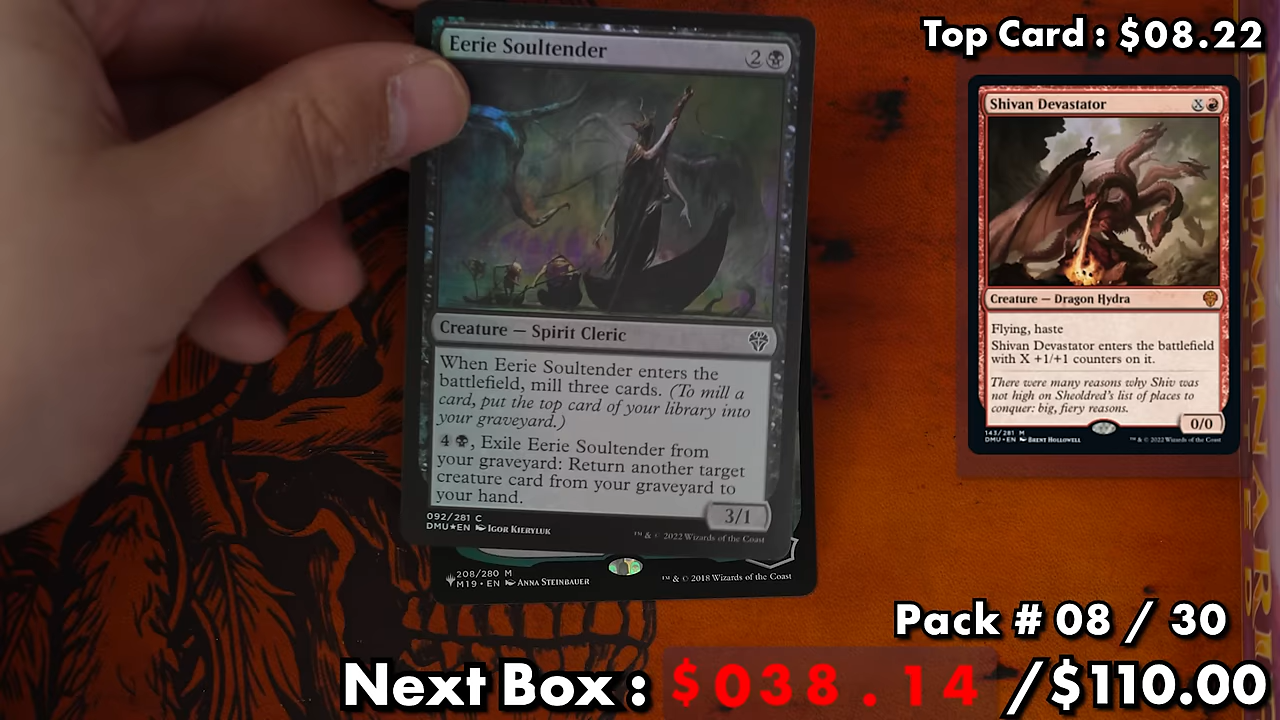 Eerie Soultender
2
Creature — Spirit Cleric
When Eerie Soultender enters the
battlefield, mill three cards. (To mill a
card, put the top card of your library into
your graveyard.)
4 , Exile Eerie Soultender from
your graveyard: Return another target
creature card from your graveyard to
your hand.
3/1
092/281 C
DMU★EN Igor Kieryluk
™ & © 2022 Wizards of the Coast
208/280 M
M19 • EN Anna Steinbauer
™ & © 2018 Wizards of the Coast
Top Card : $08.22
Shivan Devastator
X
Creature — Dragon Hydra
Flying, haste
Shivan Devastator enters the battlefield
with X +1/+1 counters on it.
There were many reasons why Shiv was
not high on Sheoldred's list of places to
conquer: big, fiery reasons.
0/0
143/281 M
DMU • EN Brent Hollowell
™ & © 2022 Wizards of the Coast
Pack # 08 / 30
Next Box : $038.14 /$110.00